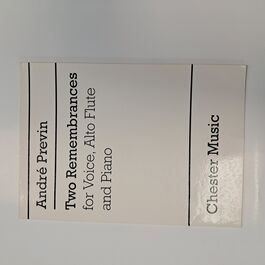 André Previn
Two Remembrances
for Voice, Alto Flute
and Piano
Chester Music